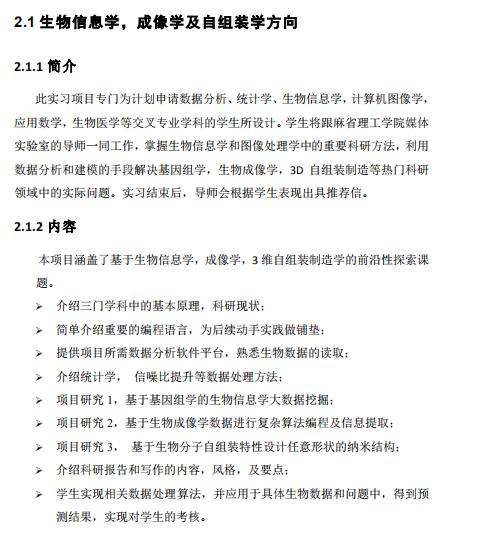 2.1 生物信息学，成像学及自组装学方向
2.1.1 简介
此实习项目专门为计划申请数据分析、统计学、生物信息学，计算机图像学，
应用数学，生物医学等交叉专业学科的学生所设计。学生将跟麻省理工学院媒体
实验室的导师一同工作，掌握生物信息学和图像处理学中的重要科研方法，利用
数据分析和建模的手段解决基因组学，生物成像学，3D 自组装制造等热门科研
领域中的实际问题。实习结束后，导师会根据学生表现出具推荐信。
2.1.2 内容
本项目涵盖了基于生物信息学，成像学，3 维自组装制造学的前沿性探索课
题。
➢ 介绍三门学科中的基本原理，科研现状；
➢ 简单介绍重要的编程语言，为后续动手实践做铺垫；
➢ 提供项目所需数据分析软件平台，熟悉生物数据的读取；
➢ 介绍统计学， 信噪比提升等数据处理方法；
➢ 项目研究 1，基于基因组学的生物信息学大数据挖掘；
➢ 项目研究 2，基于生物成像学数据进行复杂算法编程及信息提取；
➢ 项目研究 3， 基于生物分子自组装特性设计任意形状的纳米结构；
➢ 介绍科研报告和写作的内容，风格，及要点；
➢ 学生实现相关数据处理算法，并应用于具体生物数据和问题中，得到预
测结果，实现对学生的考核。